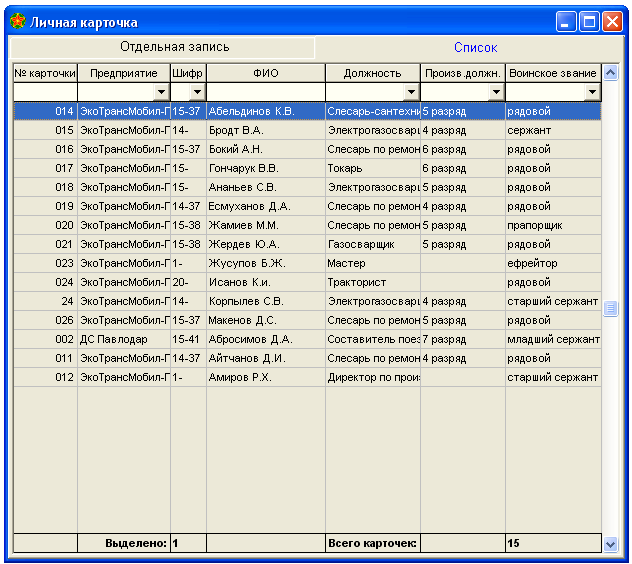 Личная карточка
Отдельная запись Список
№ карточки Предприятие Шифр ФИО Должность Произв.должн. Воинское звание
014 ЭкоТрансМобил-Г 15-37 Абельдинов К.В. Слесарь-сантехни 5 разряд рядовой
015 ЭкоТрансМобил-Г 14- Бродт В.А. Электрогазосварщ 4 разряд сержант
016 ЭкоТрансМобил-Г 15-37 Бокий А.Н. Слесарь по ремон 6 разряд рядовой
017 ЭкоТрансМобил-Г 15- Гончарук В.В. Токарь 6 разряд рядовой
018 ЭкоТрансМобил-Г 15- Ананьев С.В. Электрогазосварщ 5 разряд рядовой
019 ЭкоТрансМобил-Г 14-37 Есмуханов Д.А. Слесарь по ремон 4 разряд рядовой
020 ЭкоТрансМобил-Г 15-38 Жамиев М.М. Слесарь по ремон 5 разряд прапорщик
021 ЭкоТрансМобил-Г 15-38 Жердев Ю.А. Газосварщик 5 разряд рядовой
023 ЭкоТрансМобил-Г 1- Жусупов Б.Ж. Мастер ефрейтор
024 ЭкоТрансМобил-Г 20- Исанов К.и. Тракторист рядовой
24 ЭкоТрансМобил-Г 14- Корпылев С.В. Электрогазосварщ 4 разряд старший сержант
026 ЭкоТрансМобил-Г 15-37 Макенов Д.С. Слесарь по ремон 5 разряд рядовой
002 ДС Павлодар 15-41 Абросимов Д.А. Составитель поез 7 разряд младший сержант
011 ЭкоТрансМобил-Г 14-37 Айтчанов Д.И. Слесарь по ремон 4 разряд рядовой
012 ЭкоТрансМобил-Г 1- Амиров Р.Х. Директор по прои старший сержант
Выделено: 1 Всего карточек: 15